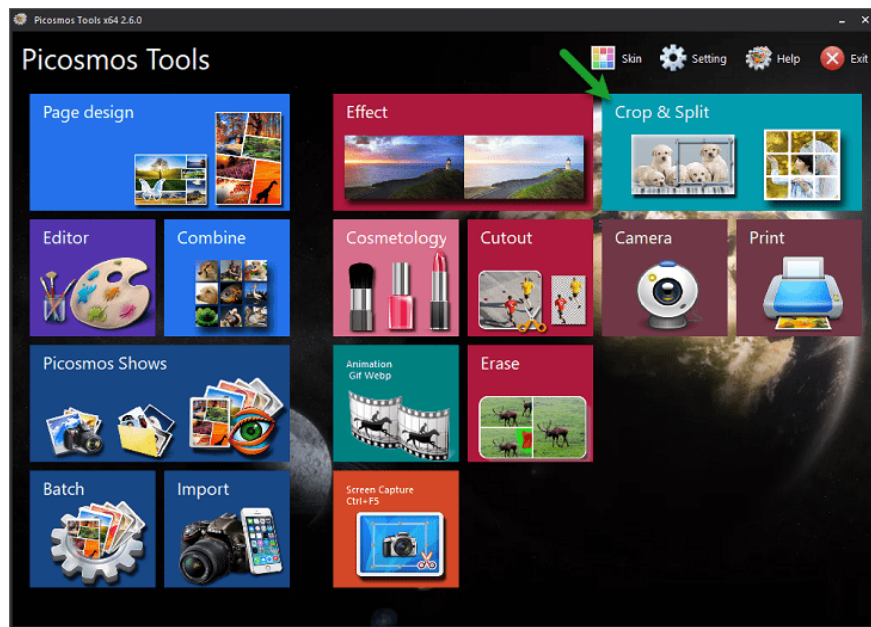 Picosmos Tools x64 2.6.0
Picosmos Tools
Skin
Setting
Help
Exit
Page design
Effect
Crop & Split
Editor
Combine
Cosmetology
Cutout
Camera
Print
Picosmos Shows
Animation
Gif Webp
Erase
Batch
Import
Screen Capture
Ctrl+F5